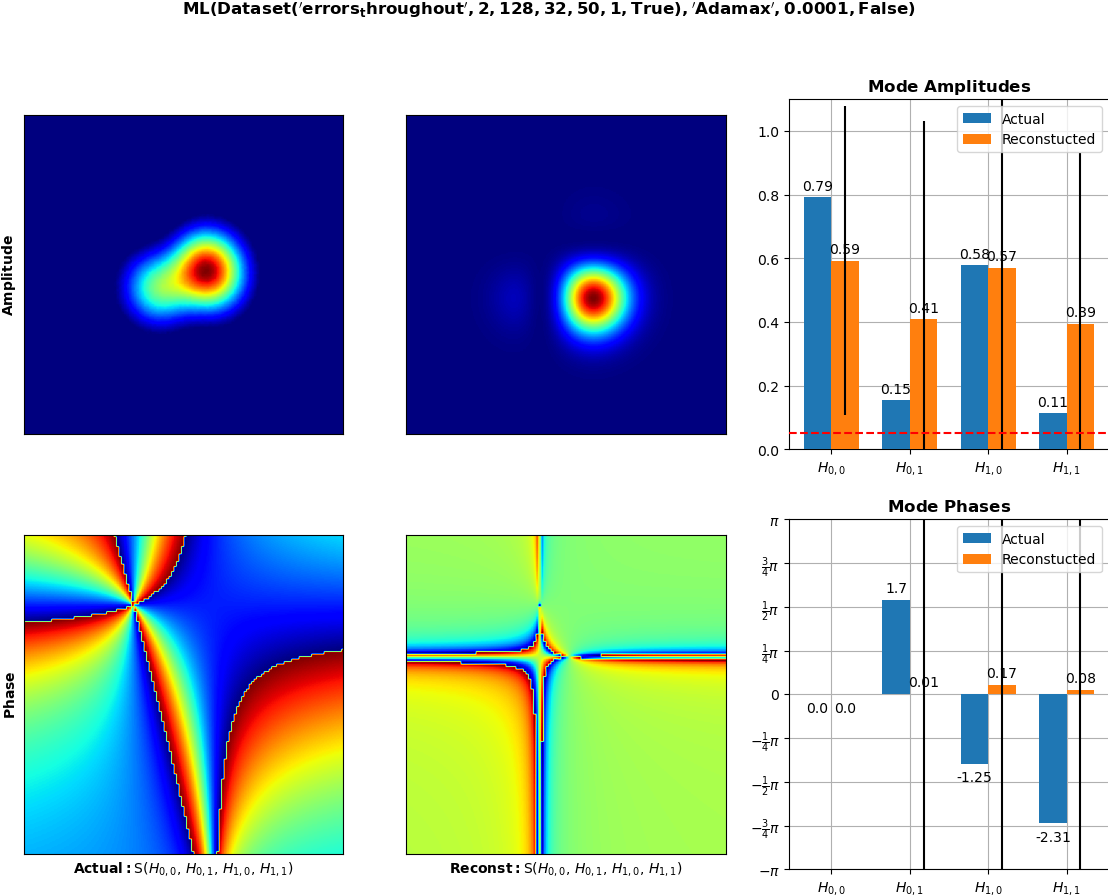 ML(Dataset('errors_throughout', 2, 128, 32, 50, 1, True), 'Adamax', 0.0001, False)
Amplitude
Mode Amplitudes
Actual
Reconstucted
1.0
0.8
0.6
0.4
0.2
0.0
0.79
0.59
0.15
0.41
0.58
0.57
0.11
0.39
H0,0
H0,1
H1,0
H1,1
Phase
Actual: S(H0,0, H0,1, H1,0, H1,1)
Reconst: S(H0,0, H0,1, H1,0, H1,1)
Mode Phases
Actual
Reconstucted
π
3/4π
1/2π
1/4π
0
-1/4π
-1/2π
-3/4π
-π
0.0
0.0
1.7
0.01
-1.25
0.17
-2.31
0.08
H0,0
H0,1
H1,0
H1,1